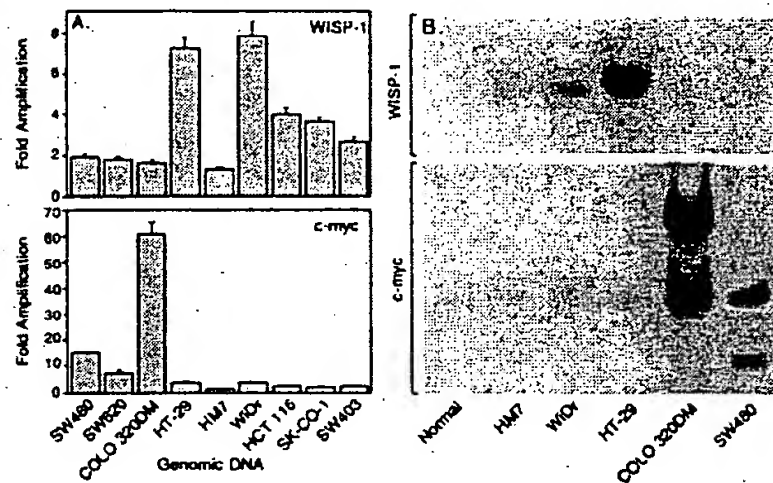 A.
WISP-1
Fold Amplification
8
6
4
2
0
c-myc
Fold Amplification
70
60
50
40
30
20
10
0
SW480
SW620
COLO 320DM
HT-29
HM7
WiDr
HCT 116
SK-CO-1
SW403
Genomic DNA
B.
WISP-1
c-myc
Normal
HM7
WiDr
HT-29
COLO 320DM
SW480